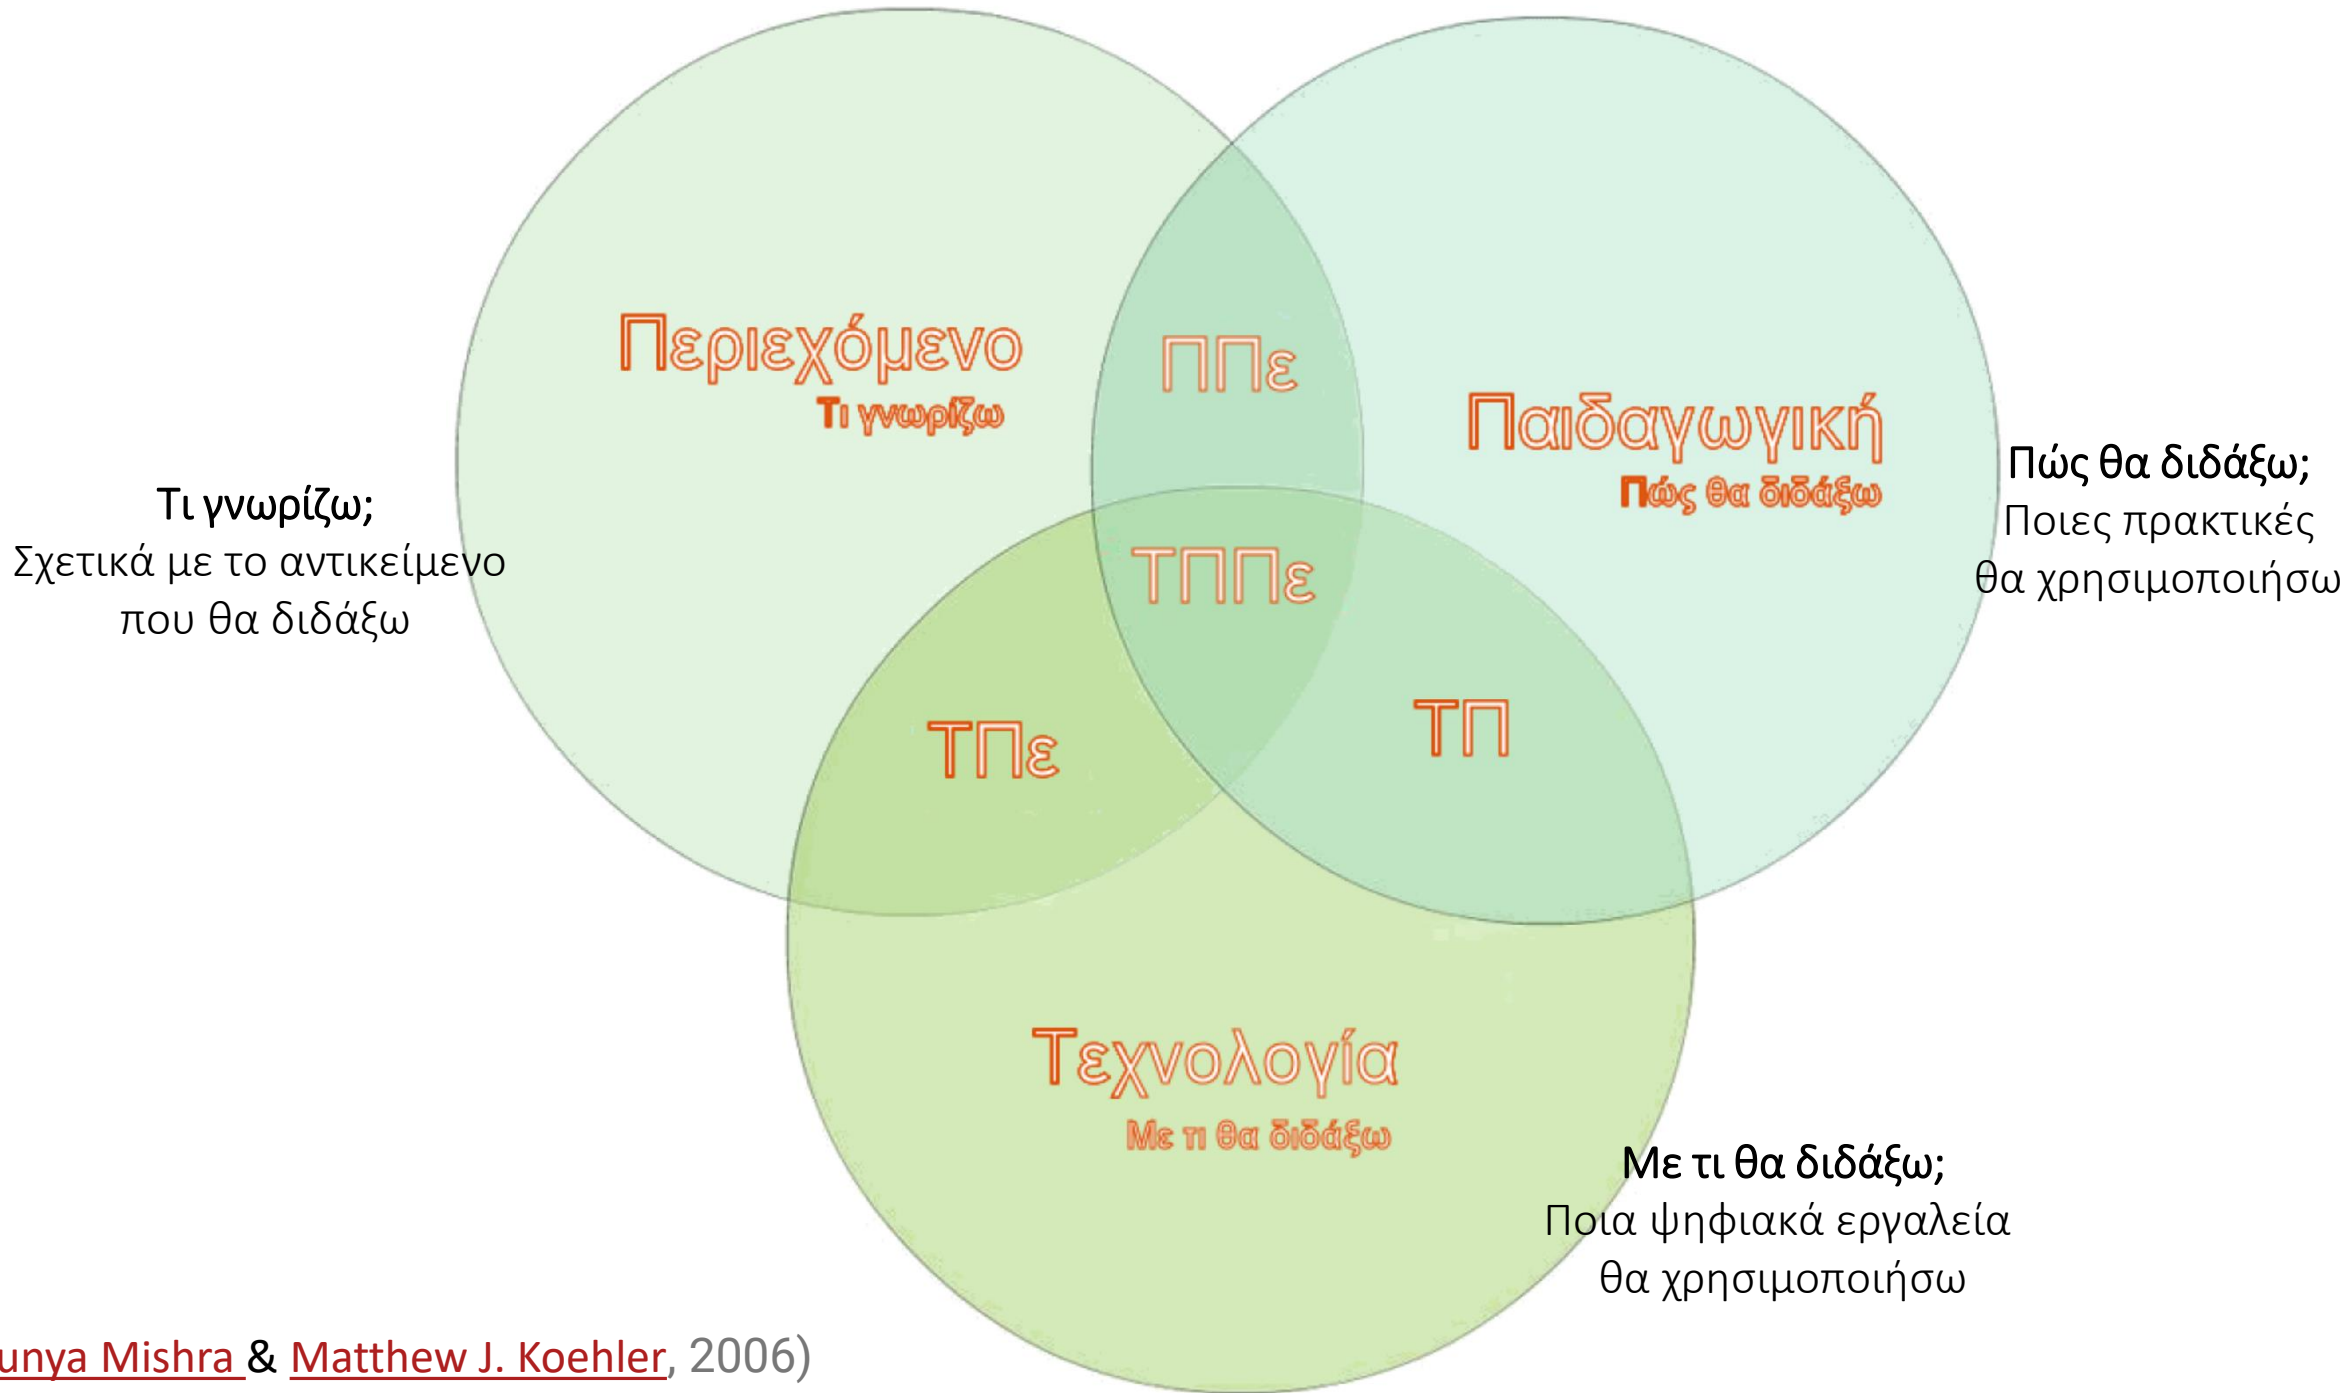 Περιεχόμενο
Τι γνωρίζω
ΠΠε
Παιδαγωγική
Πώς θα διδάξω
Τι γνωρίζω;
Σχετικά με το αντικείμενο
που θα διδάξω
Πώς θα διδάξω;
Ποιες πρακτικές
θα χρησιμοποιήσω
ΤΠΠε
ΤΠε
ΤΠ
Τεχνολογία
Με τι θα διδάξω
Με τι θα διδάξω;
Ποια ψηφιακά εργαλεία
θα χρησιμοποιήσω
unya Mishra & Matthew J. Koehler, 2006)